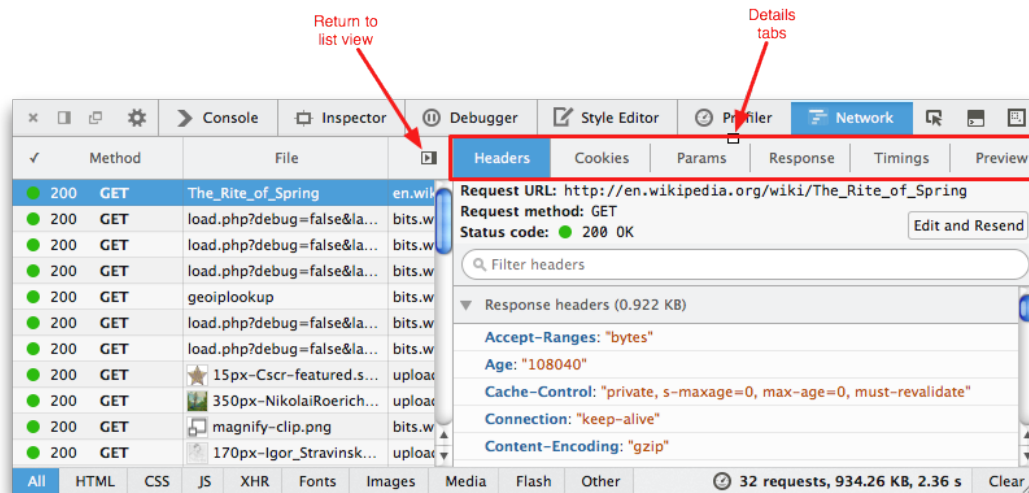 Return to
list view
Details
tabs
Console Inspector Debugger Style Editor Profiler Network
✓ Method File Headers Cookies Params Response Timings Preview
200 GET The_Rite_of_Spring en.wik
200 GET load.php?debug=false&la... bits.w
200 GET load.php?debug=false&la... bits.w
200 GET load.php?debug=false&la... bits.w
200 GET geoiplookup bits.w
200 GET load.php?debug=false&la... bits.w
200 GET load.php?debug=false&la... bits.w
200 GET 15px-Cscr-featured.s... upload
200 GET 350px-NikolaiRoerich... upload
200 GET magnify-clip.png bits.w
200 GET 170px-Igor_Stravinsk... upload
Request URL: http://en.wikipedia.org/wiki/The_Rite_of_Spring
Request method: GET
Status code: 200 OK
Edit and Resend
Filter headers
Response headers (0.922 KB)
Accept-Ranges: "bytes"
Age: "108040"
Cache-Control: "private, s-maxage=0, max-age=0, must-revalidate"
Connection: "keep-alive"
Content-Encoding: "gzip"
All HTML CSS JS XHR Fonts Images Media Flash Other 32 requests, 934.26 KB, 2.36 s Clear